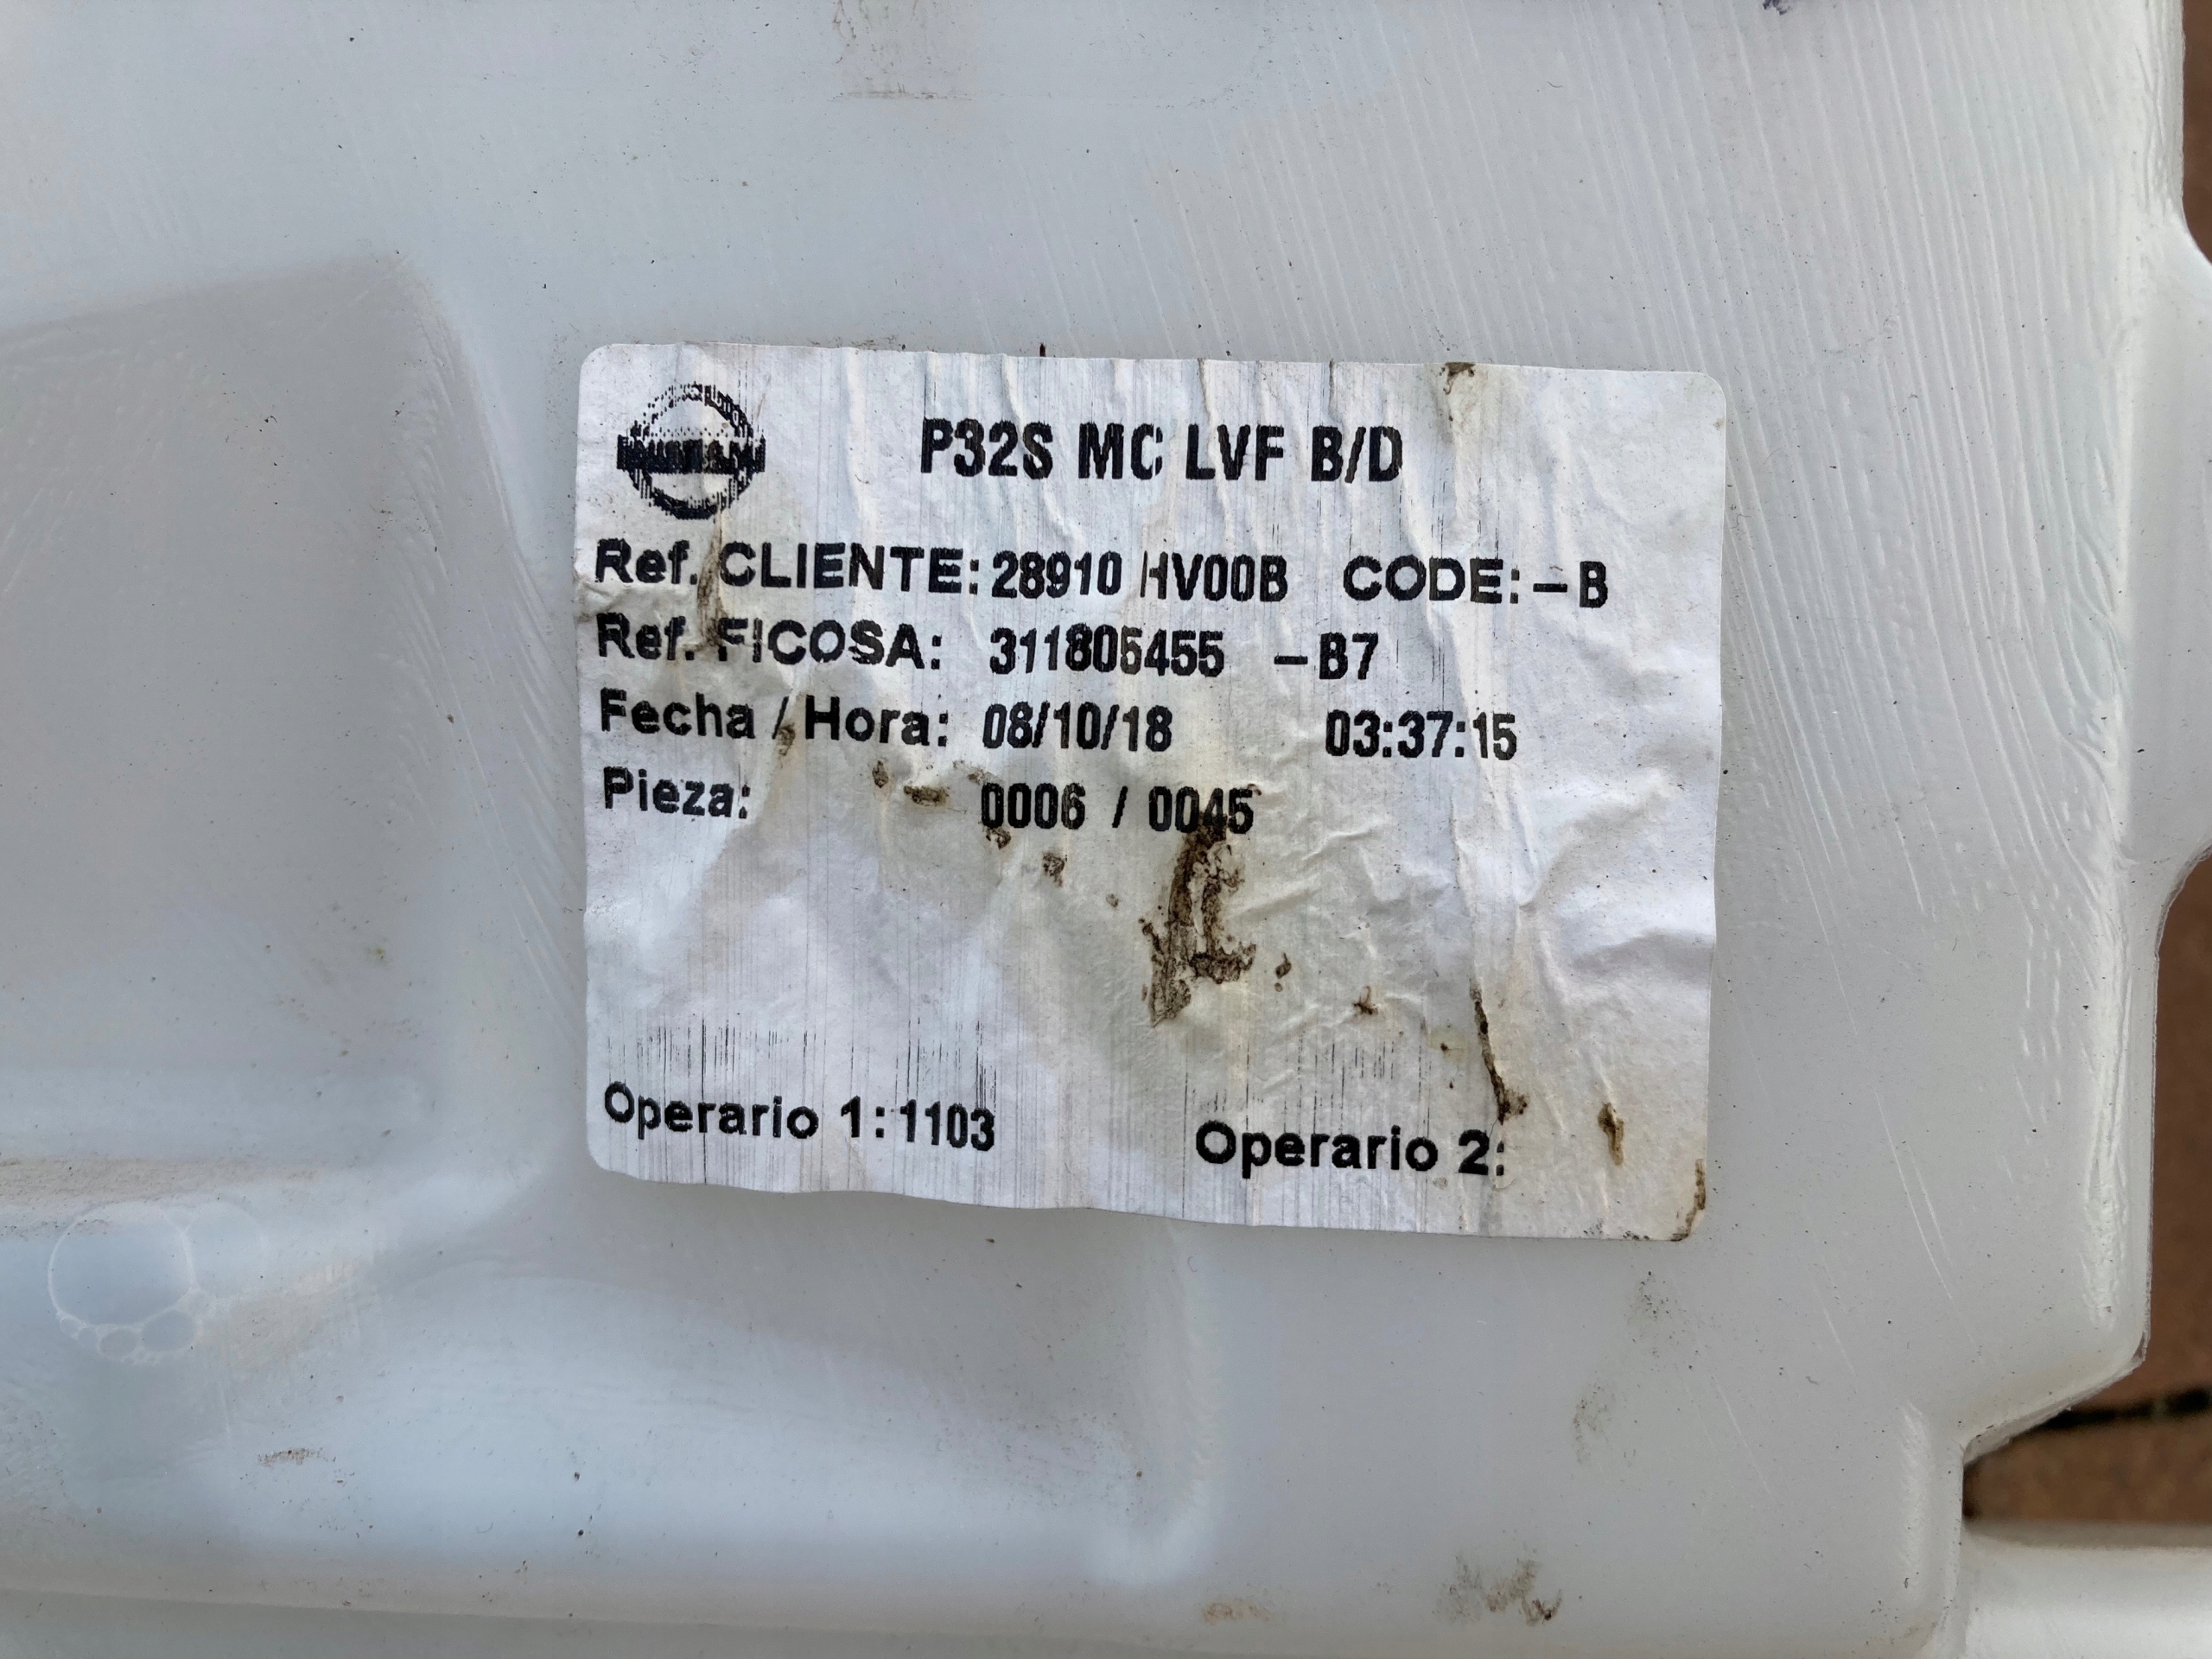 P32S MC LVF B/D
Ref. CLIENTE: 28910 HV00B CODE: -B
Ref. FICOSA: 311805455 -B7
Fecha / Hora: 08/10/18 03:37:15
Pieza: 0006 / 0045
Operario 1: 1103 Operario 2: